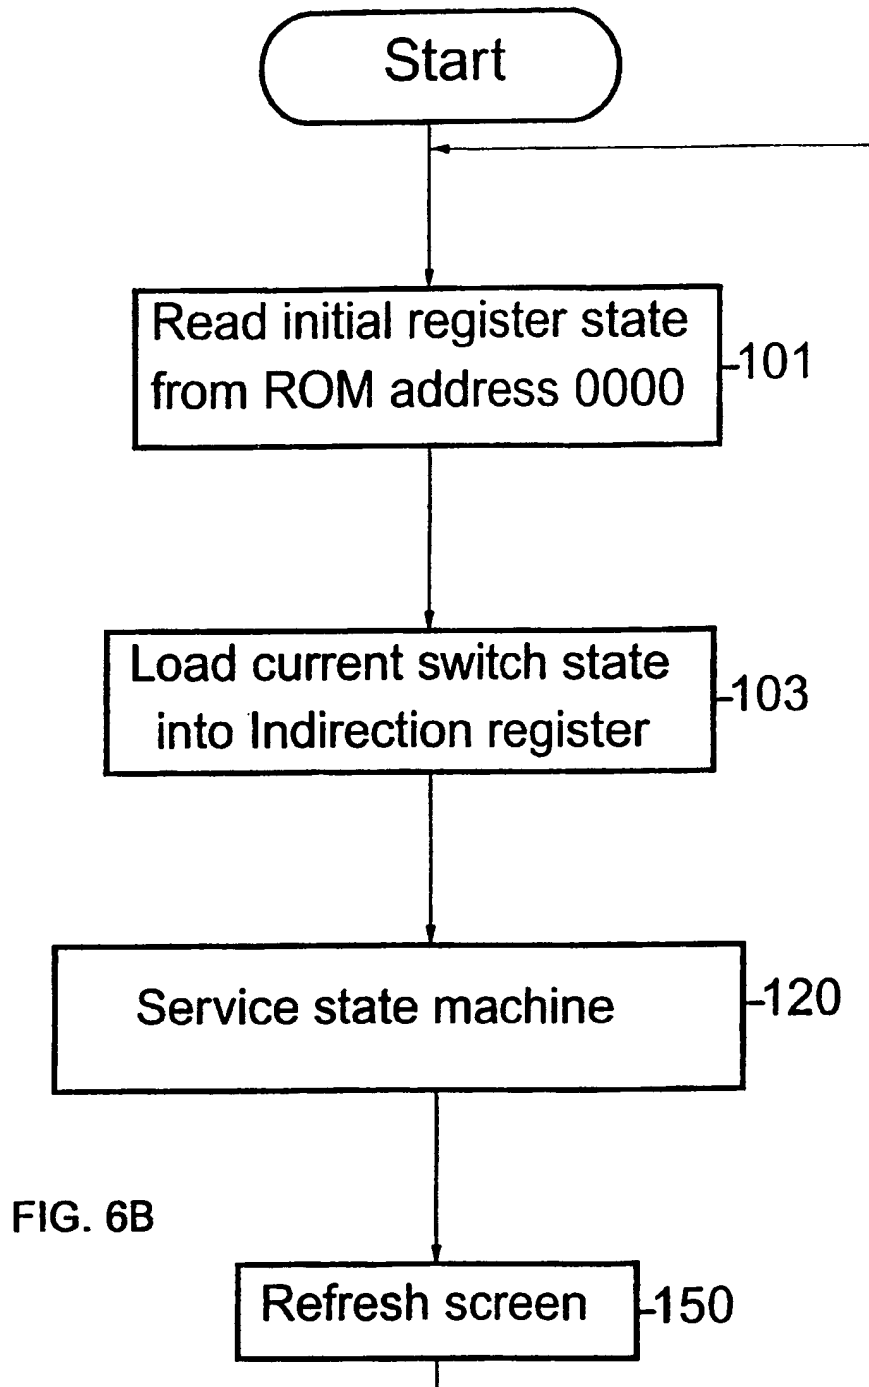 Start
Read initial register state
from ROM address 0000
101
Load current switch state
into Indirection register
103
Service state machine
120
FIG. 6B
Refresh screen
150